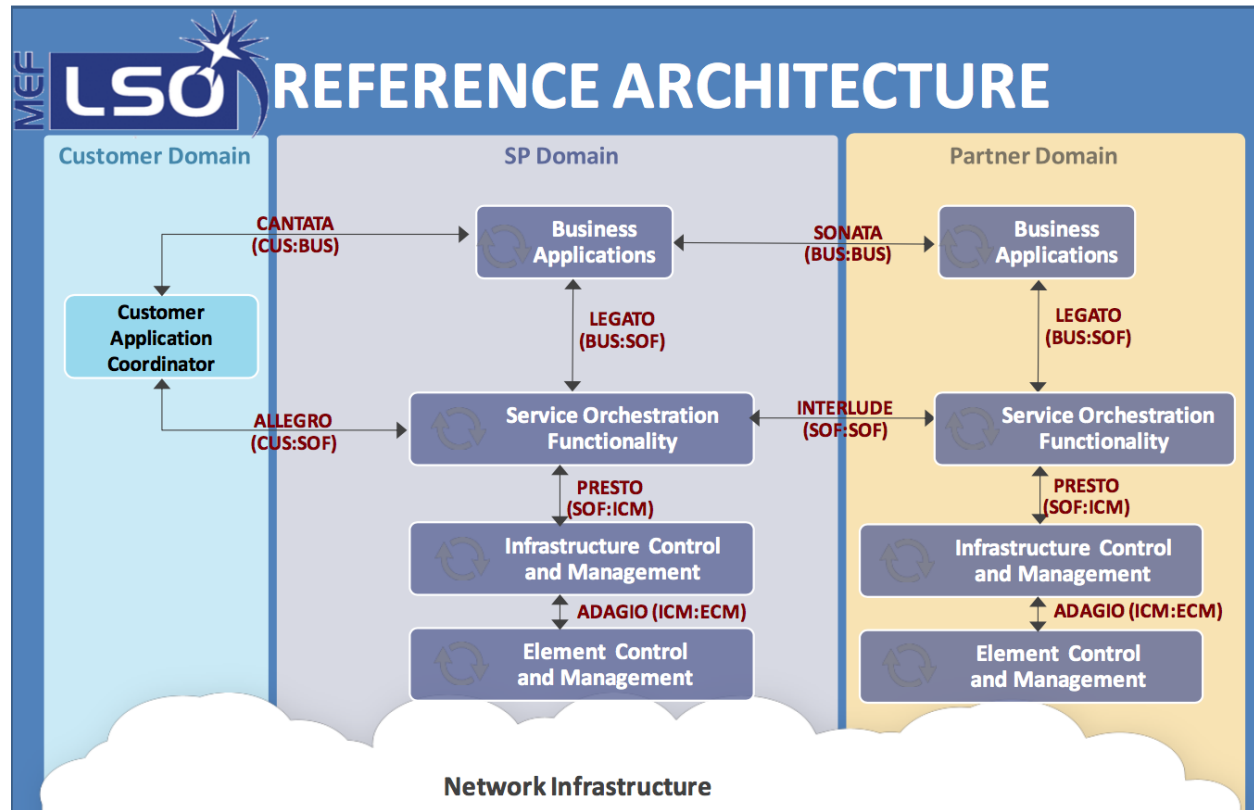 MEF
LSO
REFERENCE ARCHITECTURE
Customer Domain
SP Domain
Partner Domain
CANTATA
(CUS:BUS)
Business
Applications
SONATA
(BUS:BUS)
Business
Applications
Customer
Application
Coordinator
LEGATO
(BUS:SOF)
LEGATO
(BUS:SOF)
ALLEGRO
(CUS:SOF)
Service Orchestration
Functionality
INTERLUDE
(SOF:SOF)
Service Orchestration
Functionality
PRESTO
(SOF:ICM)
PRESTO
(SOF:ICM)
Infrastructure Control
and Management
Infrastructure Control
and Management
ADAGIO (ICM:ECM)
ADAGIO (ICM:ECM)
Element Control
and Management
Element Control
and Management
Network Infrastructure